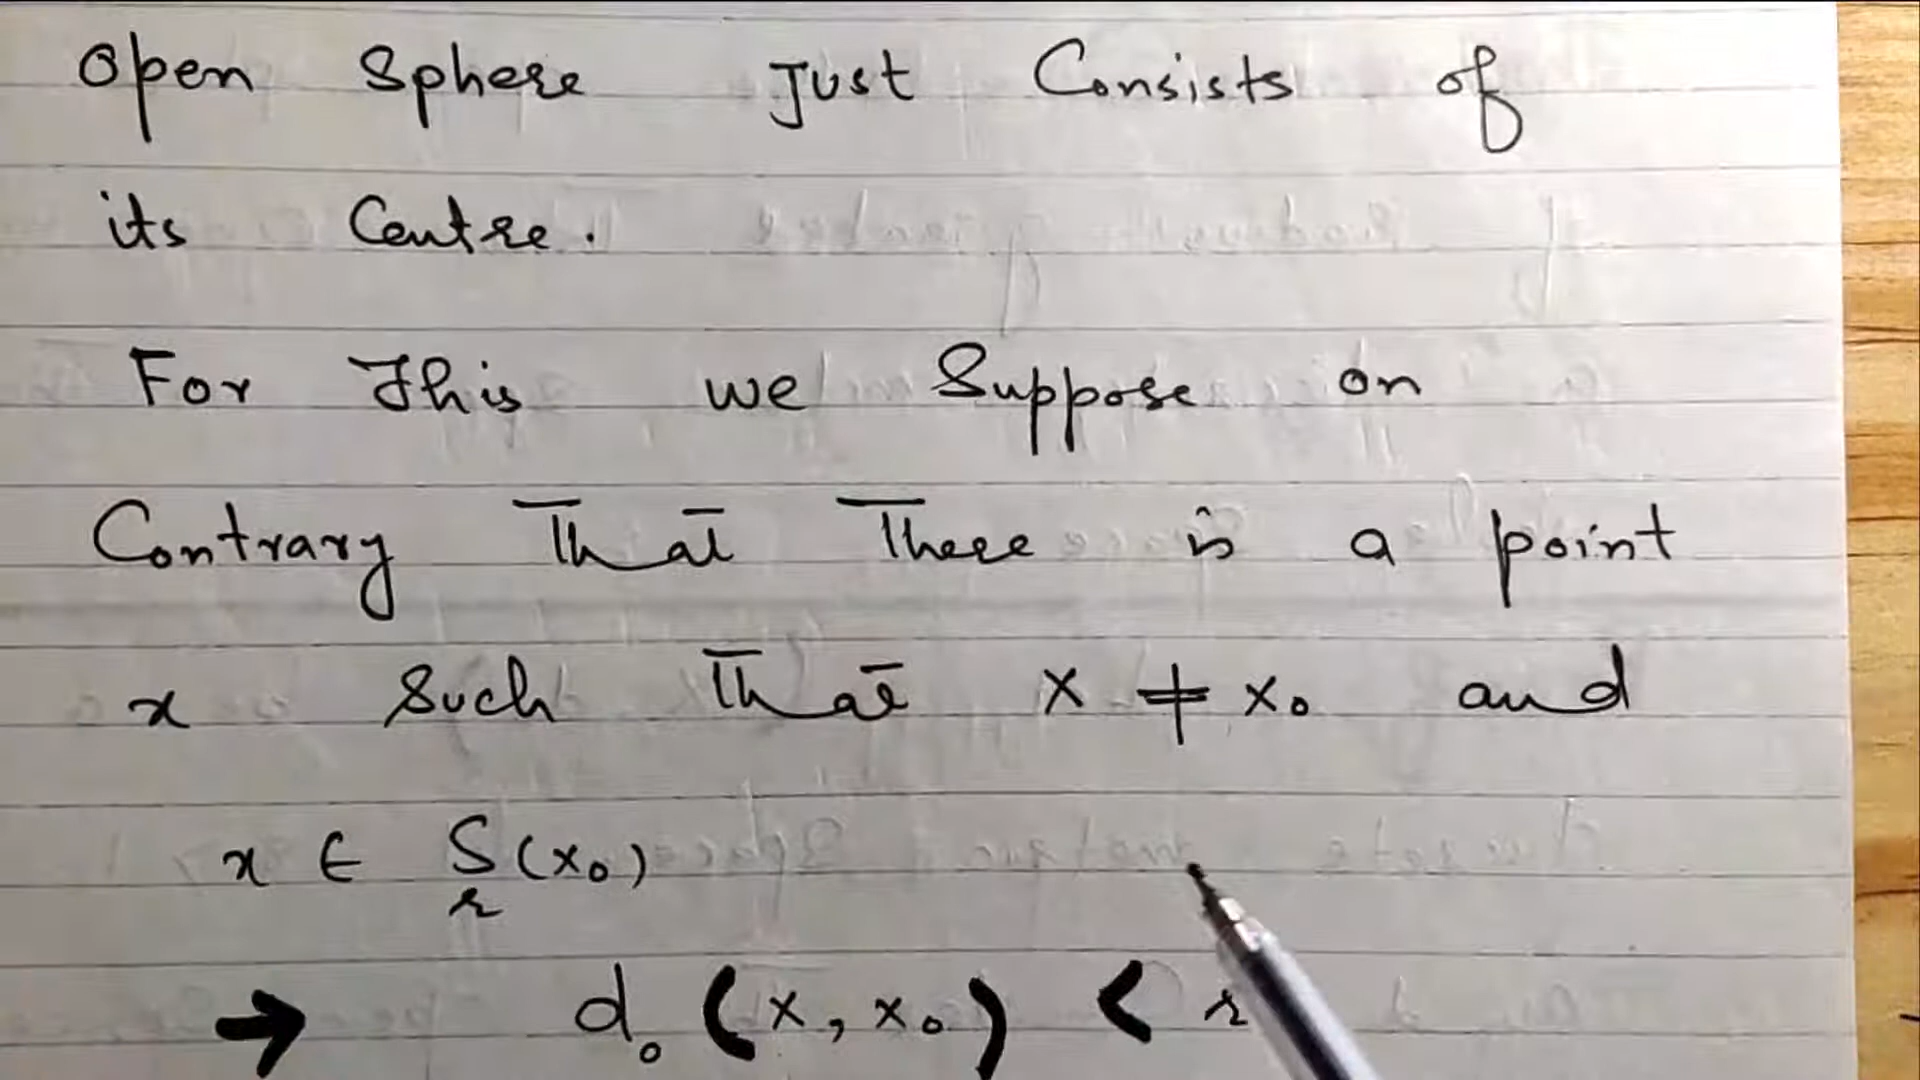 open sphere just consists of
its centre.
For This we suppose on
Contrary That There is a point
x such That x ≠ x₀ and
x ∈ Sᵣ(x₀)
→ d₀(x, x₀) < r